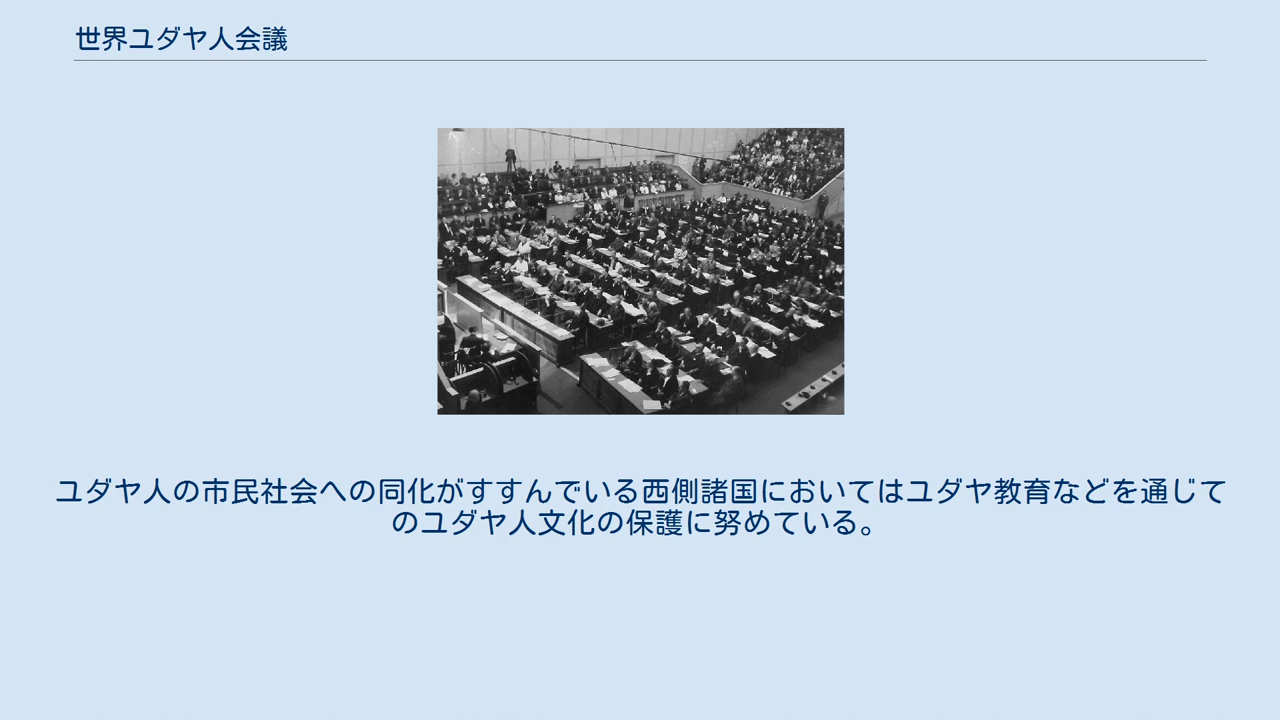 世界ユダヤ人会議
ユダヤ人の市民社会への同化がすすんでいる西側諸国においてはユダヤ教育などを通じて
のユダヤ人文化の保護に努めている。